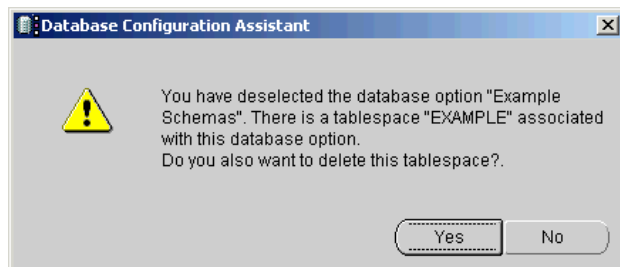 Database Configuration Assistant
You have deselected the database option "Example
Schemas". There is a tablespace "EXAMPLE" associated
with this database option.
Do you also want to delete this tablespace?.
Yes
No